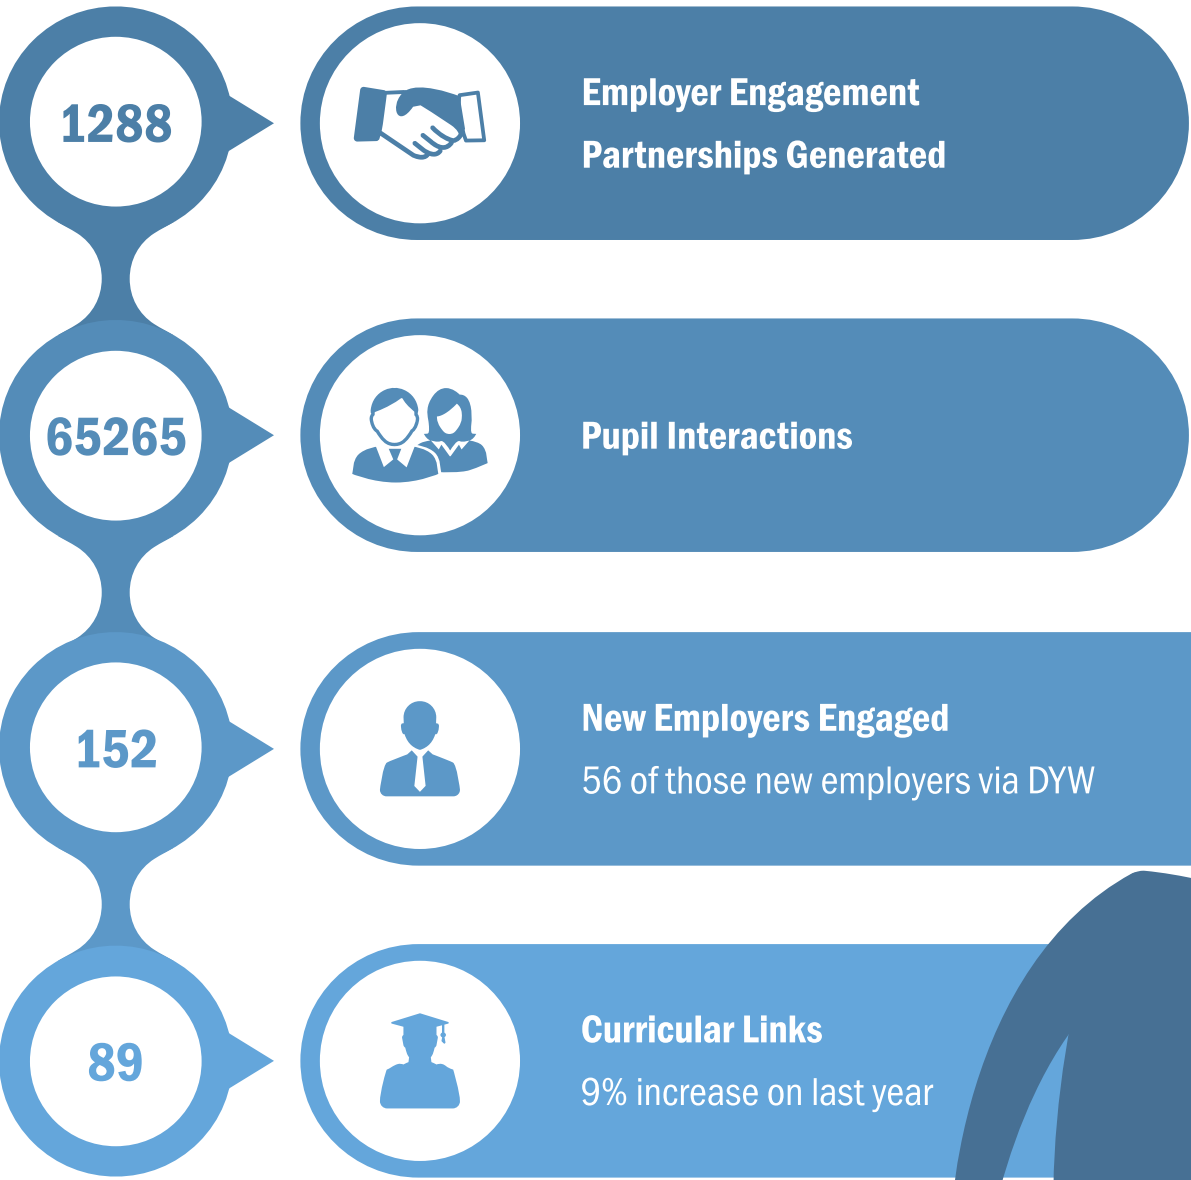 1288
Employer Engagement
Partnerships Generated
65265
Pupil Interactions
152
New Employers Engaged
56 of those new employers via DYW
89
Curricular Links
9% increase on last year